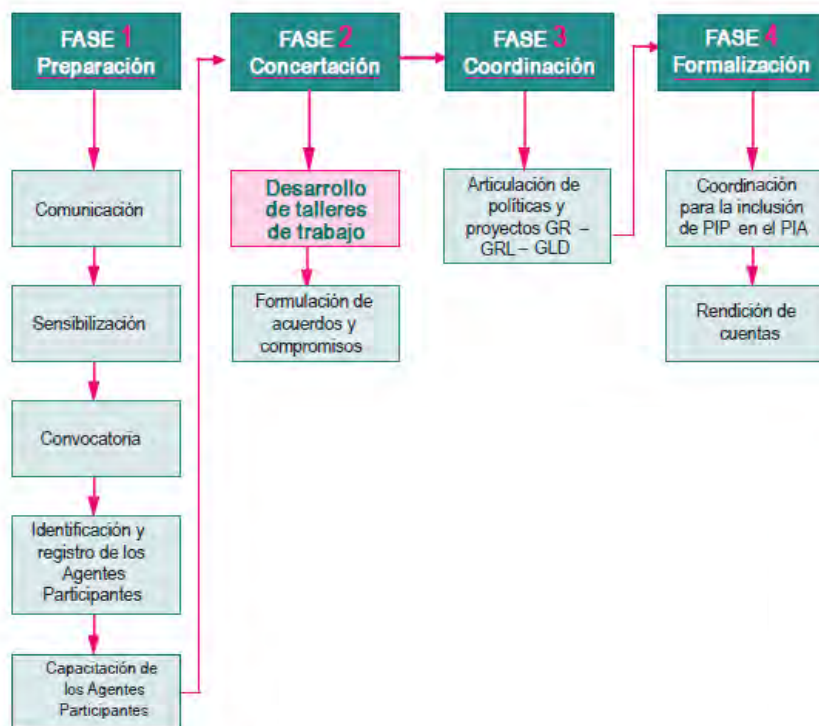 FASE 1
Preparación
Comunicación
Sensibilización
Convocatoria
Identificación y
registro de los
Agentes
Participantes
Capacitación de
los Agentes
Participantes
FASE 2
Concertación
Desarrollo
de talleres
de trabajo
Formulación de
acuerdos y
compromisos
FASE 3
Coordinación
Articulación de
políticas y
proyectos GR –
GRL – GLD
FASE 4
Formalización
Coordinación
para la inclusión
de PIP en el PIA
Rendición de
cuentas